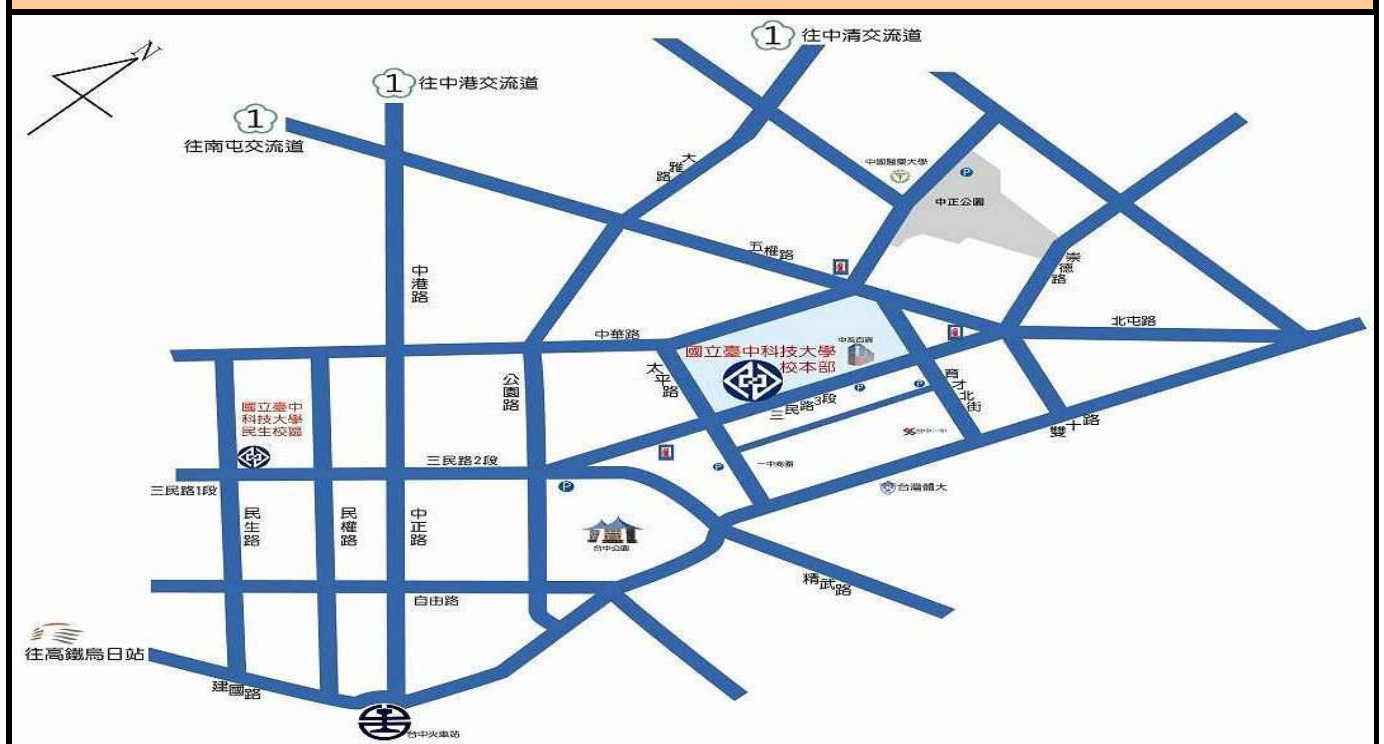 N
1 往中清交流道
1 往中港交流道
1
往南屯交流道
大雅路
中國醫藥大學
P
中正公園
五權路
崇德路
中港路
北屯路
中華路
國立臺中科技大學
校本部
中友百貨
太平路
公園路
育才北街
國立臺中
科技大學
民生校區
P
P
三民路3段
雙十路
台中一中
三民路2段
一中商圈
P
三民路1段
P
台灣體大
民生路
民權路
中正路
台中公園
精武路
自由路
往高鐵烏日站
建國路
台中火車站